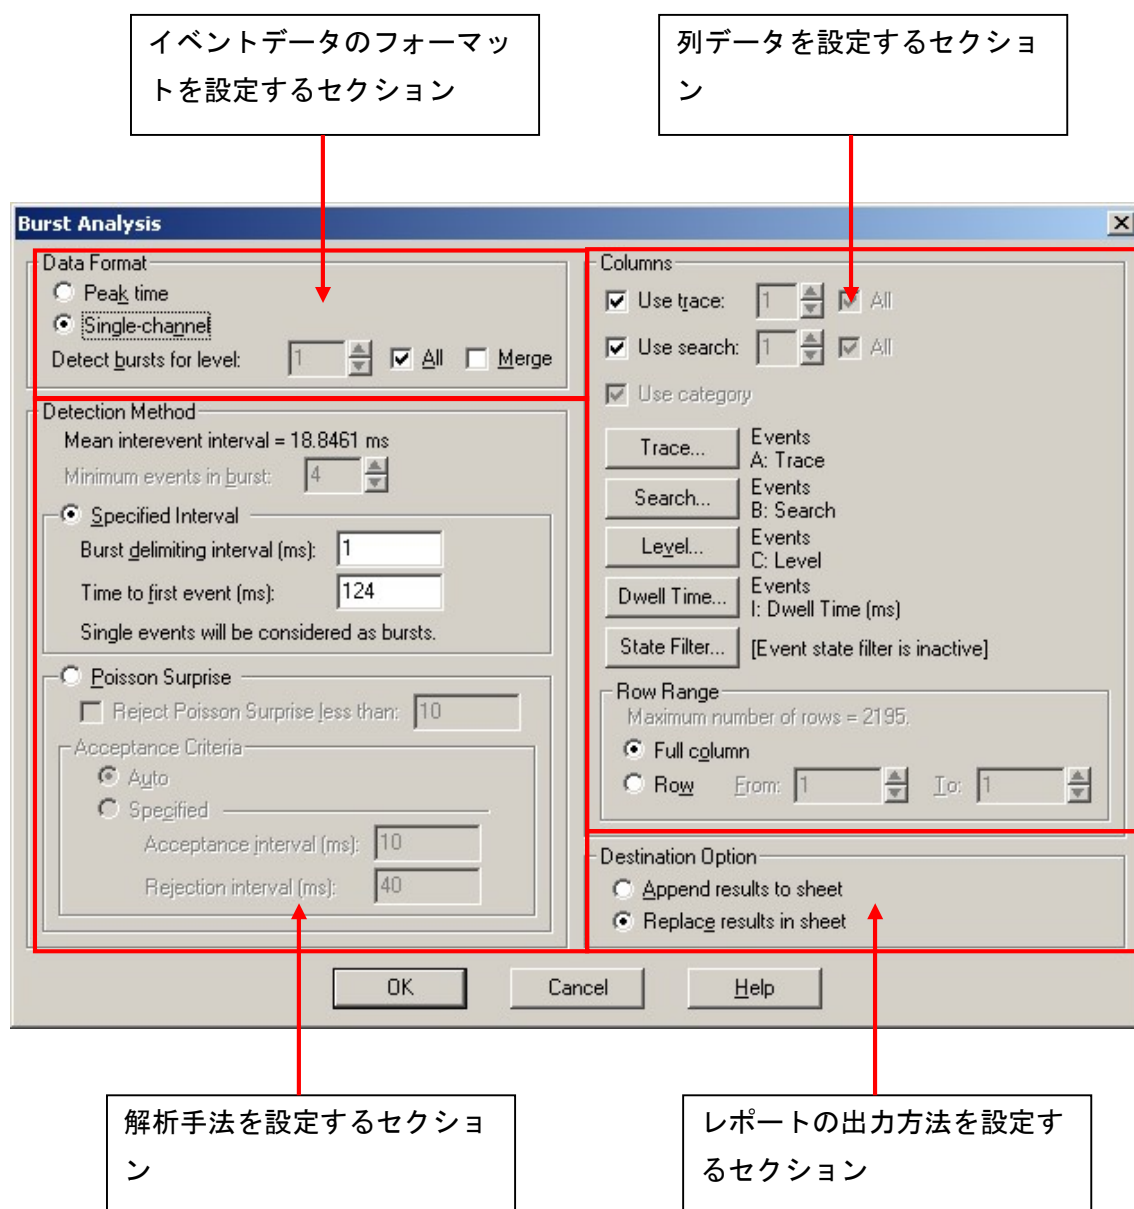 イベントデータのフォーマッ
トを設定するセクション
列データを設定するセクショ
ン
Burst Analysis
Data Format
Peak time
Single-channel
Detect bursts for level:
1
All
Merge
Detection Method
Mean interevent interval = 18.8461 ms
Minimum events in burst:
4
Specified Interval
Burst delimiting interval (ms):
1
Time to first event (ms):
124
Single events will be considered as bursts.
Poisson Surprise
Reject Poisson Surprise less than:
10
Acceptance Criteria
Auto
Specified
Acceptance interval (ms):
10
Rejection interval (ms):
40
Columns
Use trace:
1
All
Use search:
1
All
Use category
Trace...
Events
A: Trace
Search...
Events
B: Search
Level...
Events
C: Level
Dwell Time...
Events
I: Dwell Time (ms)
State Filter...
[Event state filter is inactive]
Row Range
Maximum number of rows = 2195.
Full column
Row
From:
1
To:
1
Destination Option
Append results to sheet
Replace results in sheet
OK
Cancel
Help
解析手法を設定するセクショ
ン
レポートの出力方法を設定す
るセクション